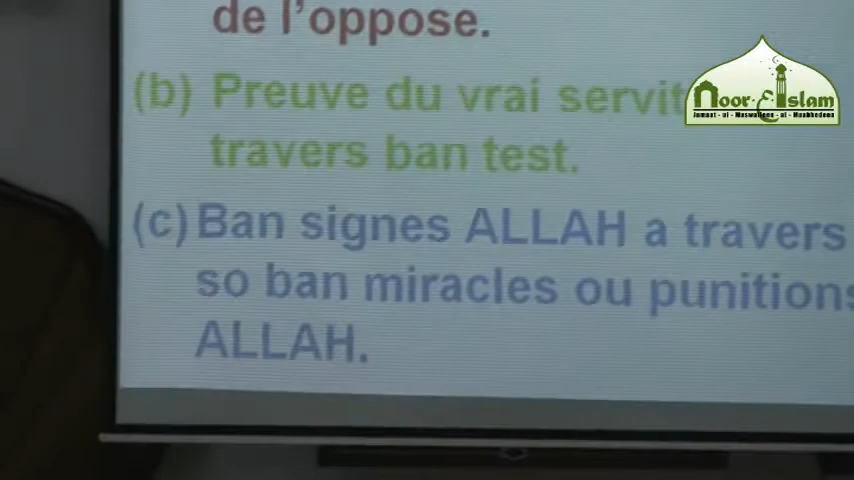 de l'oppose.
(b) Preuve du vrai servit
travers ban test.
(c) Ban signes ALLAH a travers
so ban miracles ou punitions
ALLAH.
Noor-E-Islam